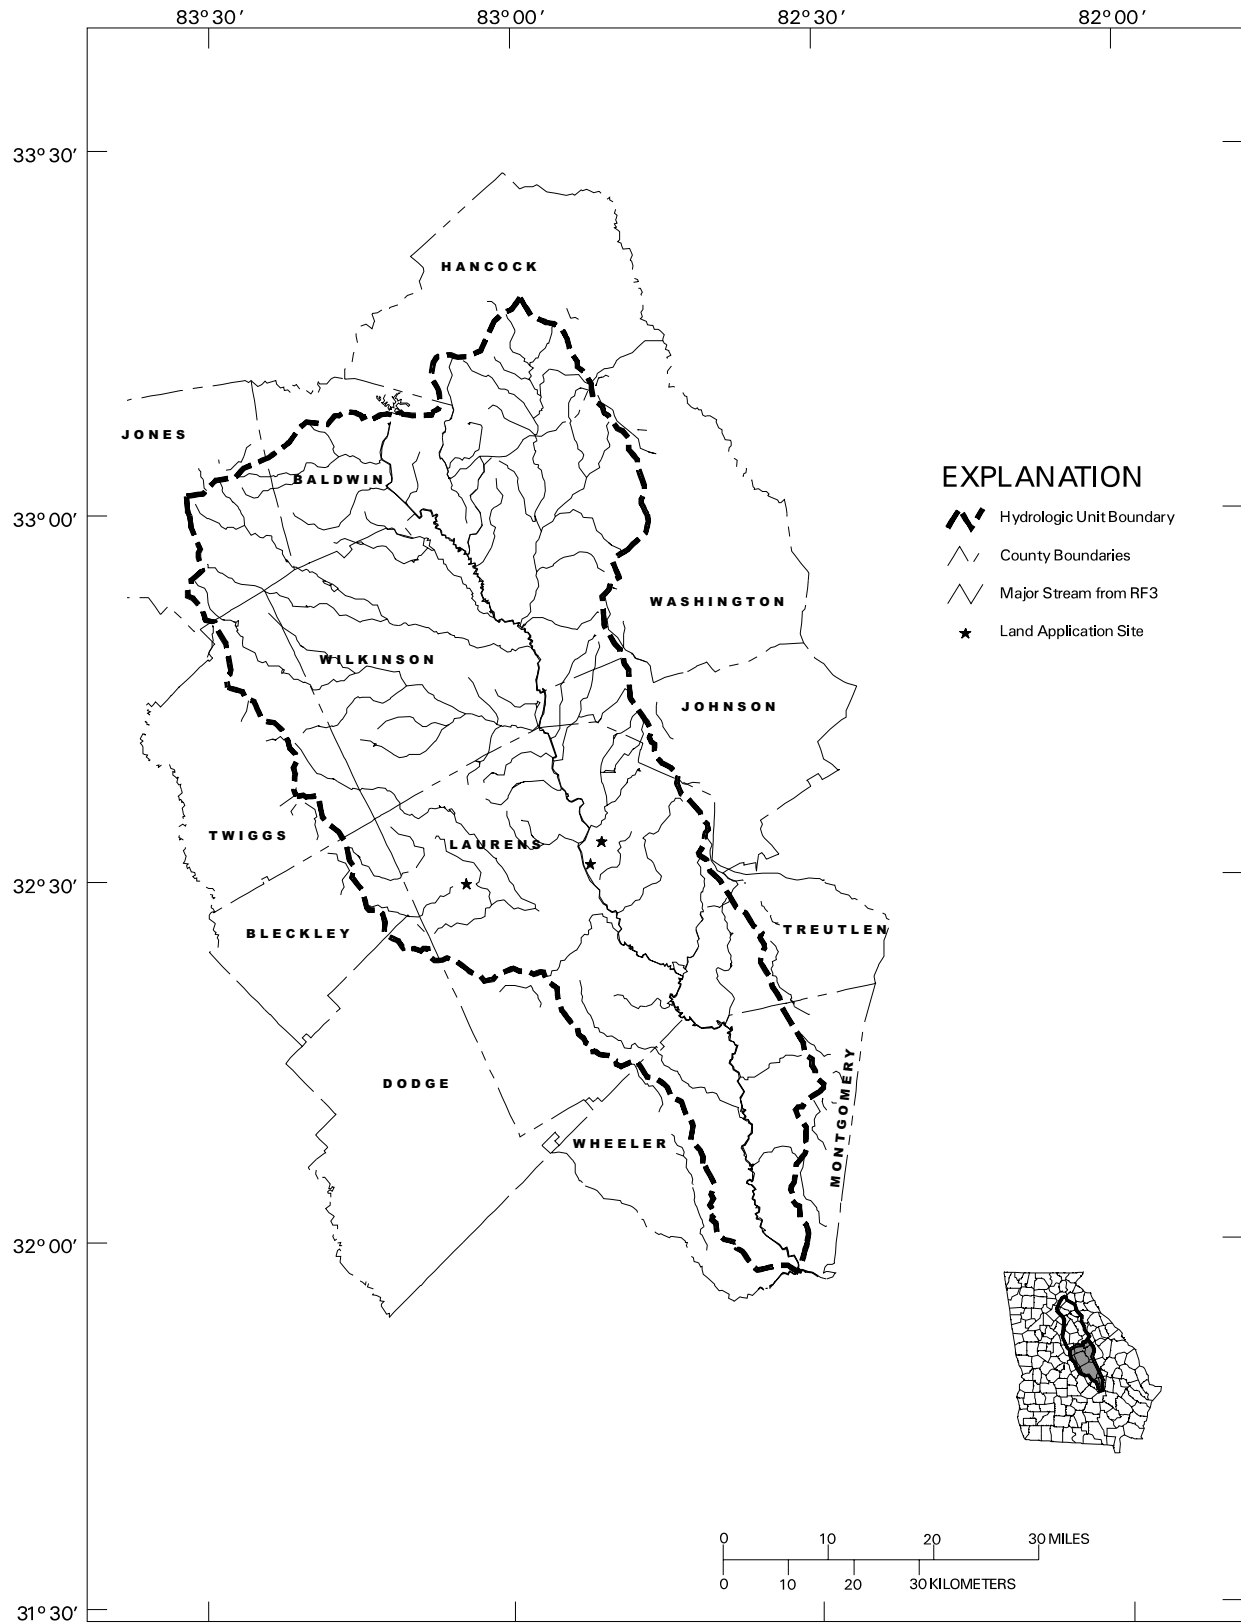 83° 30′ 83° 00′ 82° 30′ 82° 00′
33° 30′
HANCOCK
JONES
BALDWIN
EXPLANATION
33° 00′
Hydrologic Unit Boundary
County Boundaries
Major Stream from RF3
WASHINGTON
Land Application Site
WILKINSON
JOHNSON
TWIGGS
LAURENS
32° 30′
BLECKLEY
TREUTLEN
DODGE
MONTGOMERY
WHEELER
32° 00′
0 10 20 30 MILES
0 10 20 30 KILOMETERS
31° 30′